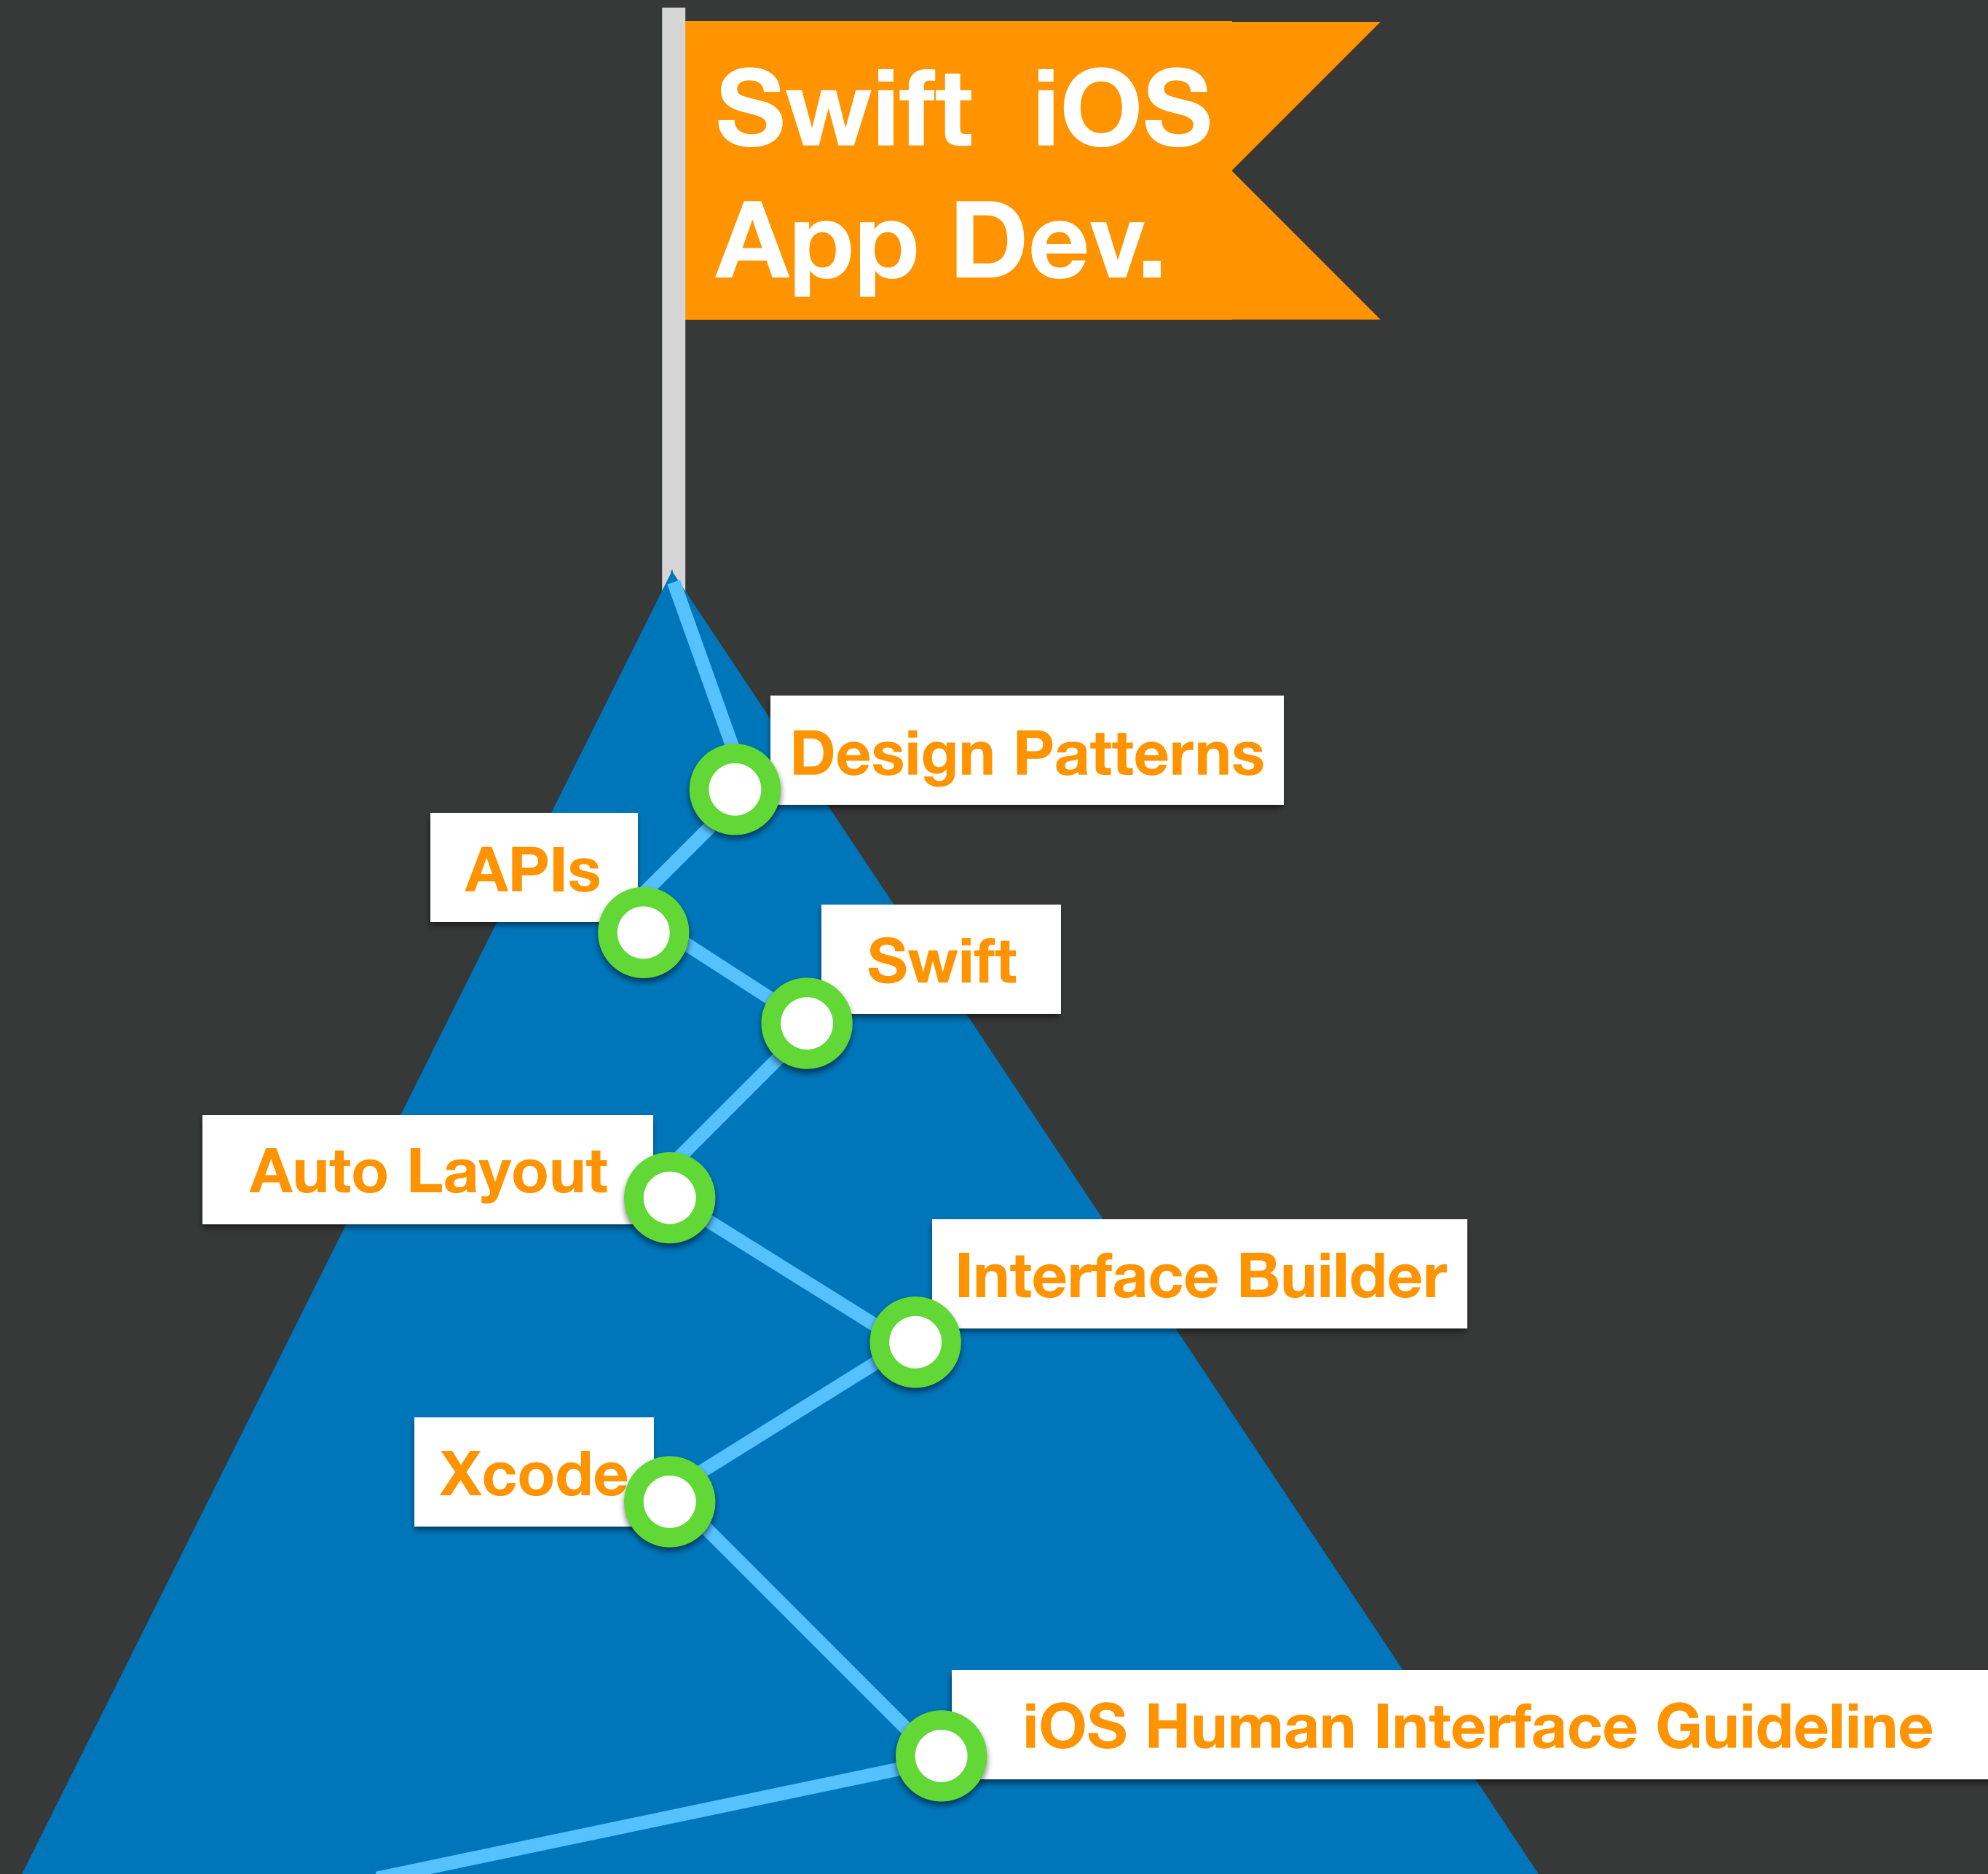 Swift iOS
App Dev.
Design Patterns
APIs
Swift
Auto Layout
Interface Builder
Xcode
iOS Human Interface Guideline